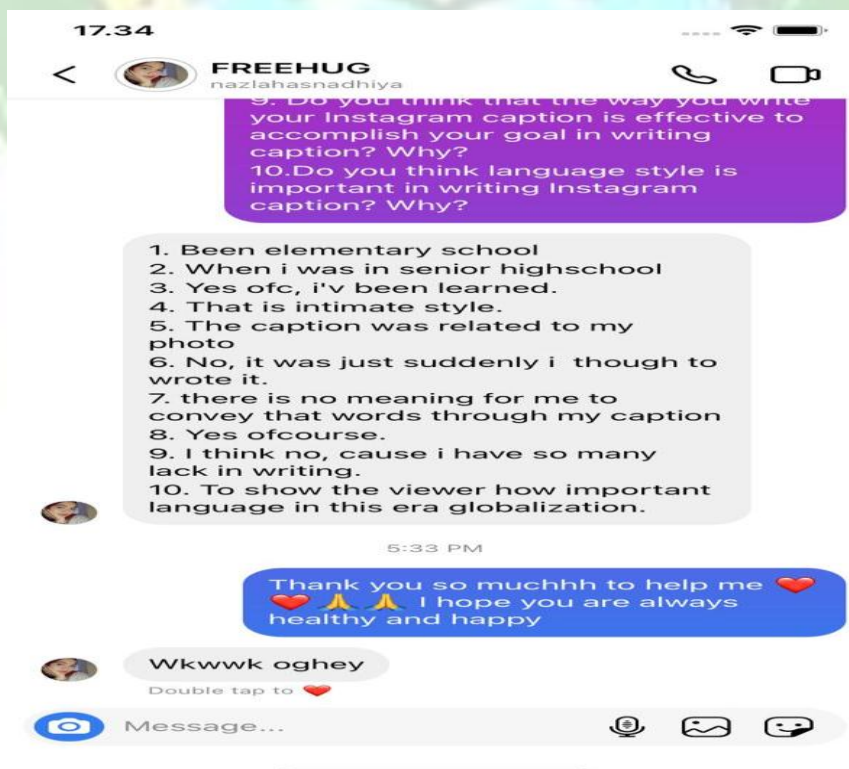 17.34
FREEHUG
nazlahasnadhiya
9. Do you think that the way you write
your Instagram caption is effective to
accomplish your goal in writing
caption? Why?
10.Do you think language style is
important in writing Instagram
caption? Why?
1. Been elementary school
2. When i was in senior highschool
3. Yes ofc, i'v been learned.
4. That is intimate style.
5. The caption was related to my
photo
6. No, it was just suddenly i though to
wrote it.
7. there is no meaning for me to
convey that words through my caption
8. Yes ofcourse.
9. I think no, cause i have so many
lack in writing.
10. To show the viewer how important
language in this era globalization.
5:33 PM
Thank you so muchhh to help me ❤️
❤️ 🙏 🙏 I hope you are always
healthy and happy
Wkwwk oghey
Double tap to ❤️
Message...